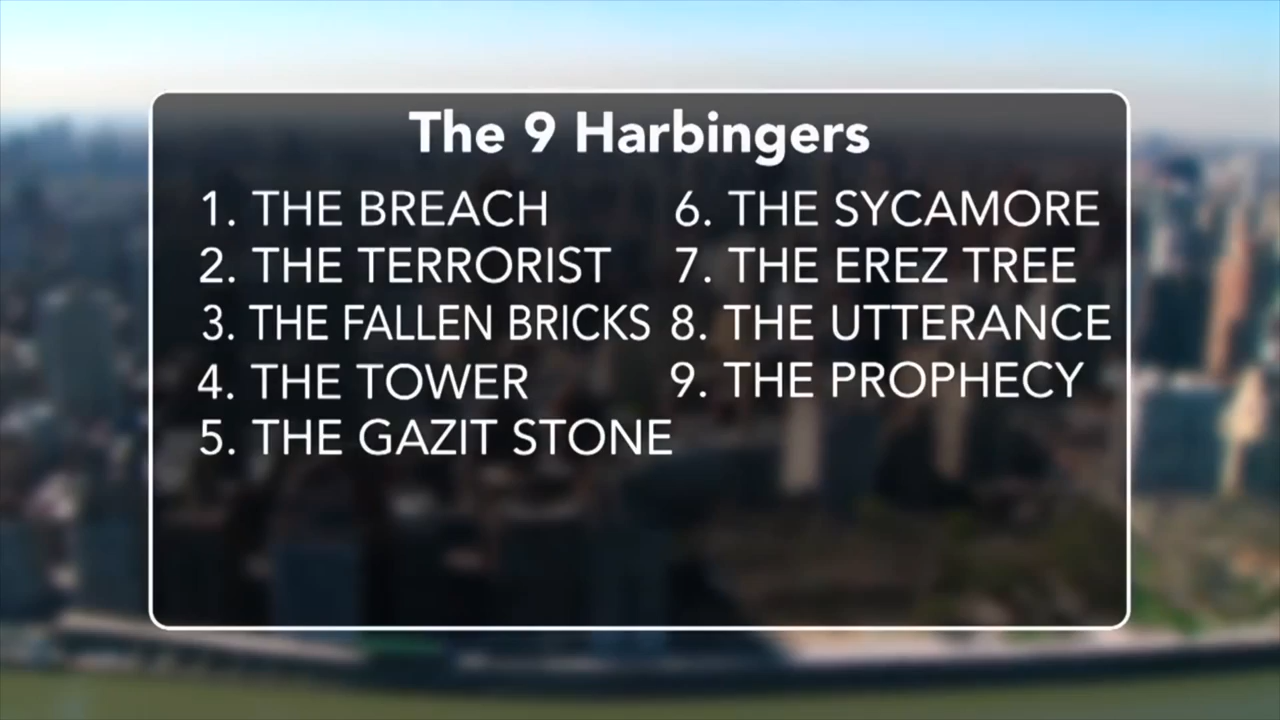 The 9 Harbingers
1. THE BREACH
2. THE TERRORIST
3. THE FALLEN BRICKS
4. THE TOWER
5. THE GAZIT STONE
6. THE SYCAMORE
7. THE EREZ TREE
8. THE UTTERANCE
9. THE PROPHECY